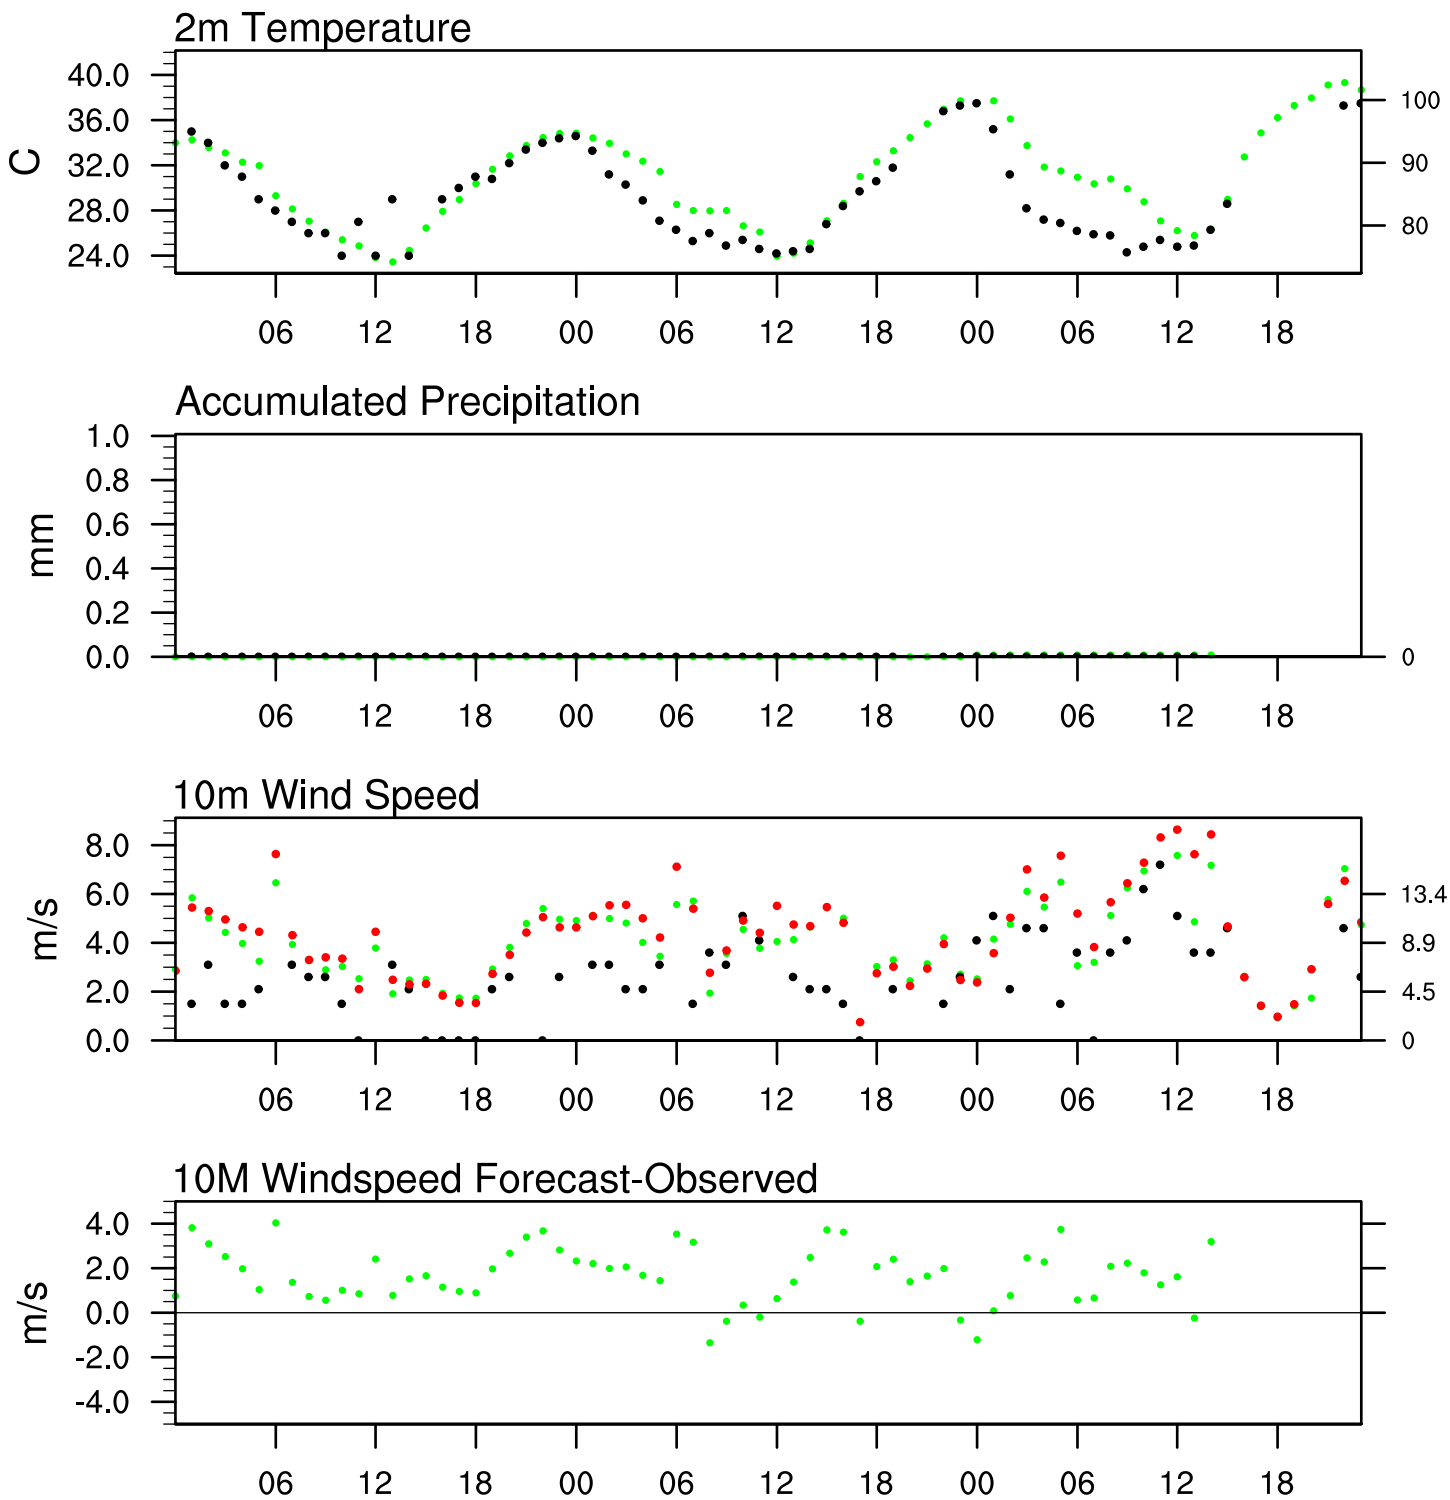 2m Temperature
40.0
36.0
32.0
28.0
24.0
C
100
90
80
06 12 18 00 06 12 18 00 06 12 18
Accumulated Precipitation
1.0
0.8
0.6
0.4
0.2
0.0
mm
0
06 12 18 00 06 12 18 00 06 12 18
10m Wind Speed
8.0
6.0
4.0
2.0
0.0
m/s
13.4
8.9
4.5
0
06 12 18 00 06 12 18 00 06 12 18
10M Windspeed Forecast-Observed
4.0
2.0
0.0
-2.0
-4.0
m/s
06 12 18 00 06 12 18 00 06 12 18